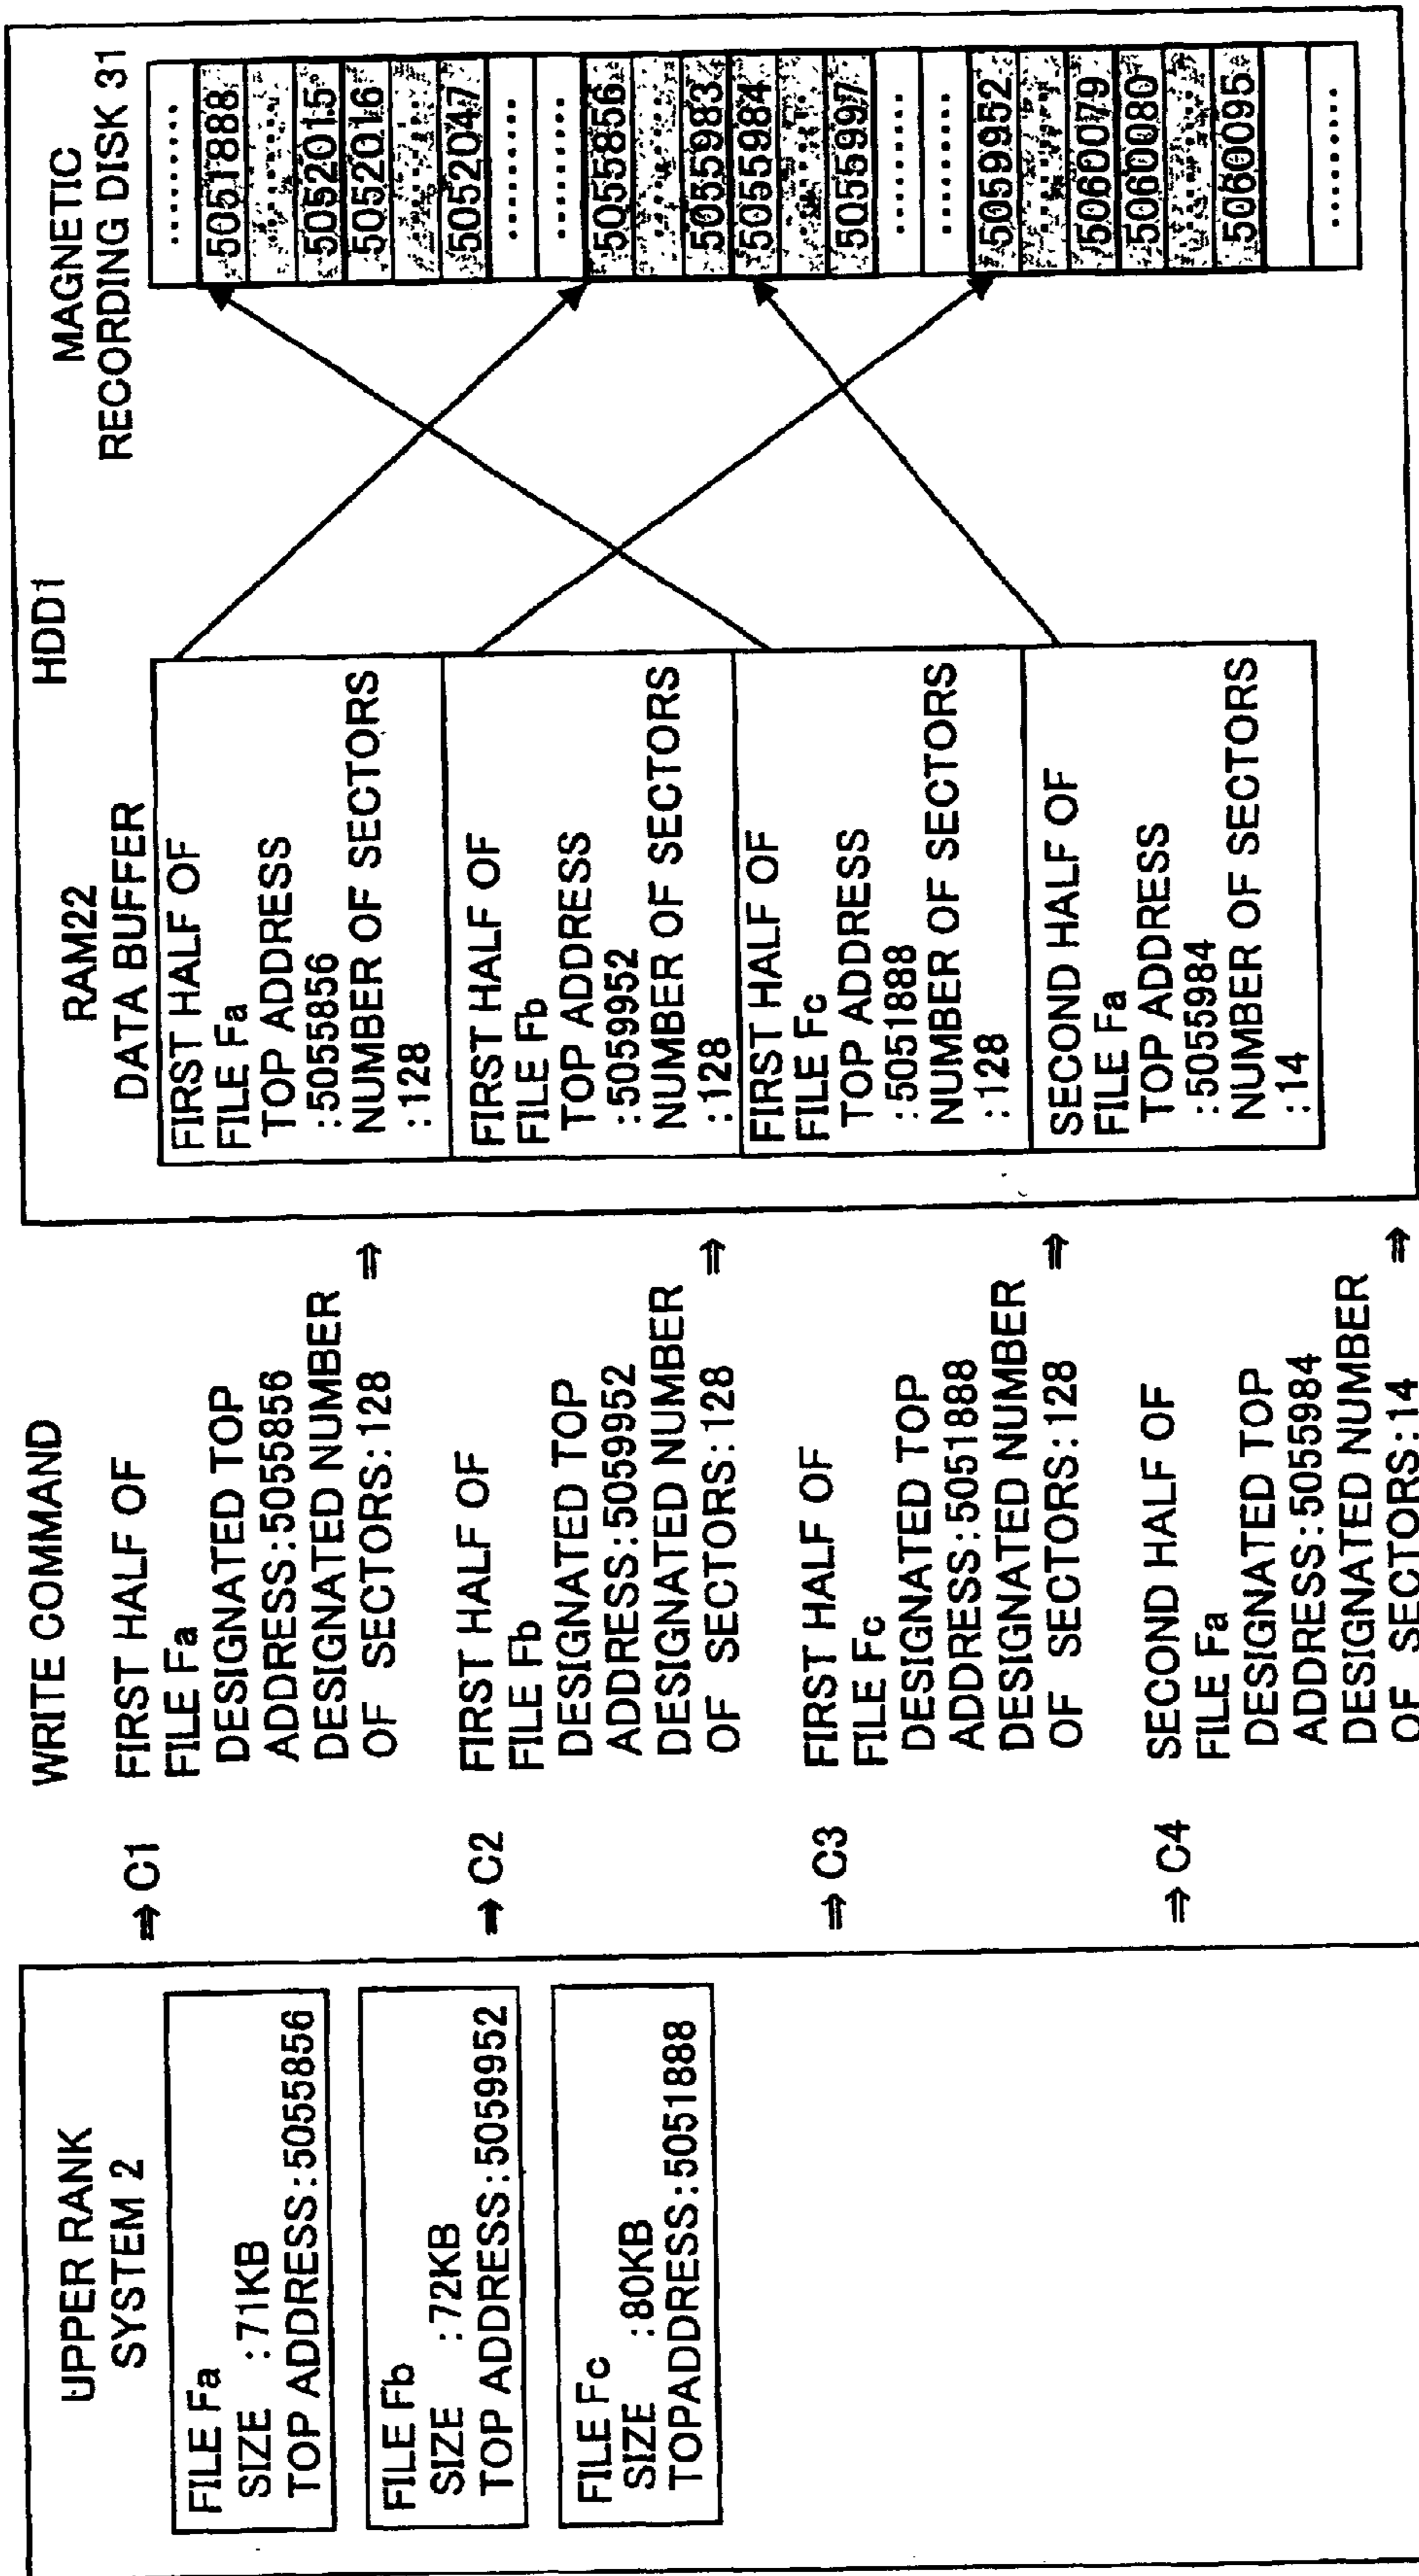 UPPER RANK
SYSTEM 2
FILE Fa
SIZE :71KB
TOP ADDRESS:5055856
FILE Fb
SIZE :72KB
TOP ADDRESS:5059952
FILE Fc
SIZE :80KB
TOPADDRESS:5051888
WRITE COMMAND
⇒ C1
FIRST HALF OF
FILE Fa
DESIGNATED TOP
ADDRESS:5055856
DESIGNATED NUMBER
OF SECTORS:128 ⇒
⇒ C2
FIRST HALF OF
FILE Fb
DESIGNATED TOP
ADDRESS:5059952
DESIGNATED NUMBER
OF SECTORS:128 ⇒
⇒ C3
FIRST HALF OF
FILE Fc
DESIGNATED TOP
ADDRESS:5051888
DESIGNATED NUMBER
OF SECTORS:128 ⇒
⇒ C4
SECOND HALF OF
FILE Fa
DESIGNATED TOP
ADDRESS:5055984
DESIGNATED NUMBER
OF SECTORS:14 ⇒
HDD1
RAM22
DATA BUFFER
FIRST HALF OF
FILE Fa
TOP ADDRESS
:5055856
NUMBER OF SECTORS
:128
FIRST HALF OF
FILE Fb
TOP ADDRESS
:5059952
NUMBER OF SECTORS
:128
FIRST HALF OF
FILE Fc
TOP ADDRESS
:5051888
NUMBER OF SECTORS
:128
SECOND HALF OF
FILE Fa
TOP ADDRESS
:5055984
NUMBER OF SECTORS
:14
MAGNETIC
RECORDING DISK 31
........
5051888
........
5052015
5052016
........
5052047
........
........
5055856
........
5055983
5055984
........
5055997
........
........
5059952
........
5060079
5060080
........
5060095
........